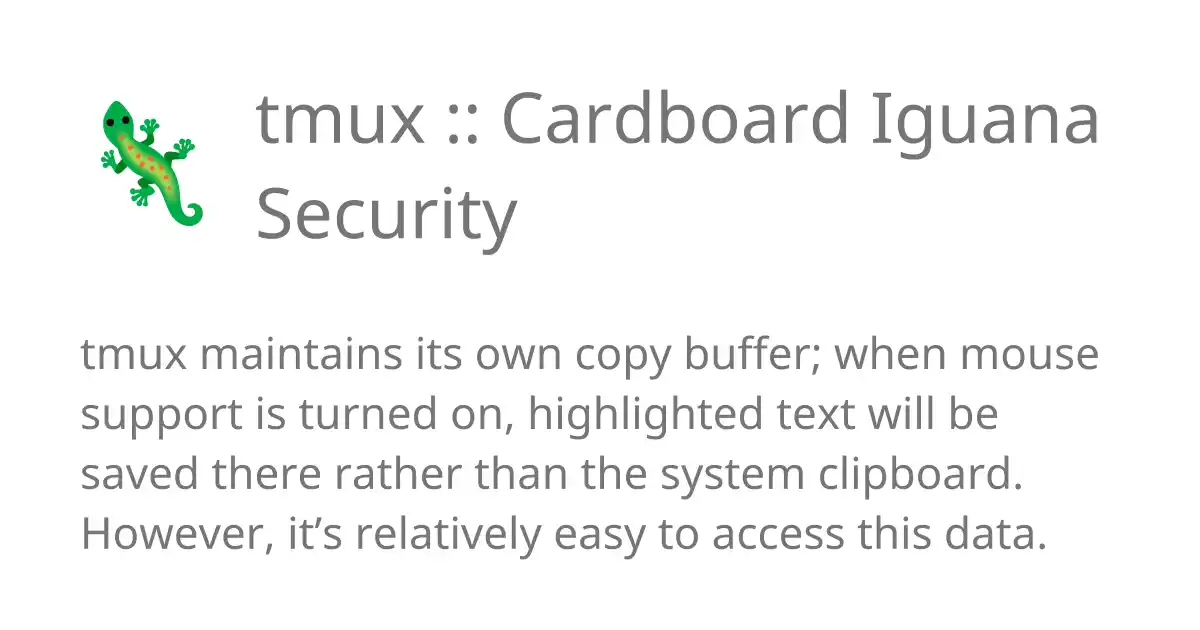 tmux :: Cardboard Iguana
Security
tmux maintains its own copy buffer; when mouse
support is turned on, highlighted text will be
saved there rather than the system clipboard.
However, it’s relatively easy to access this data.